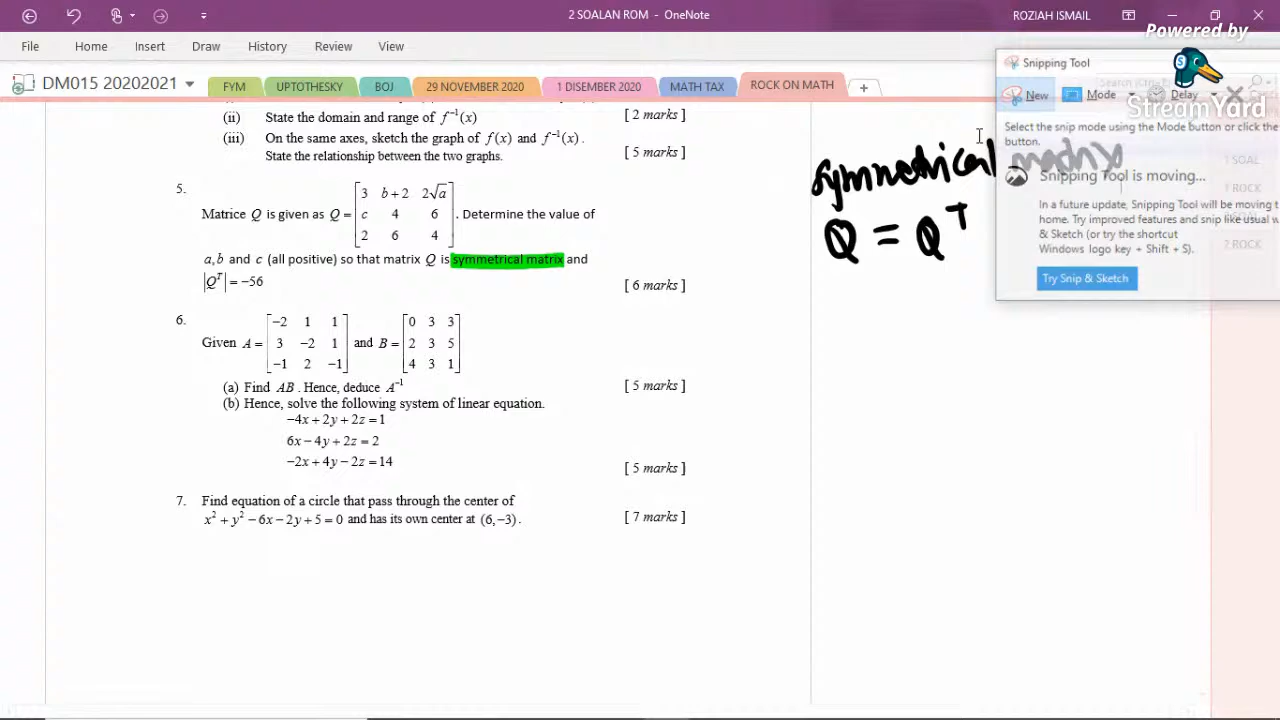 2 SOALAN ROM – OneNote
ROZIAH ISMAIL
Powered by
File Home Insert Draw History Review View
Snipping Tool
DM015 20202021
FYM UPTOTHESKY BOJ 29 NOVEMBER 2020 1 DISEMBER 2020 MATH TAX ROCK ON MATH
New Mode Delay
StreamYard
(ii) State the domain and range of f⁻¹(x) [ 2 marks ]
(iii) On the same axes, sketch the graph of f(x) and f⁻¹(x).
State the relationship between the two graphs. [ 5 marks ]
Select the snip mode using the Mode button or click the
button.
symmetrical matrix
Q = Qᵀ
Snipping Tool is moving...
In a future update, Snipping Tool will be moving t
home. Try improved features and snip like usual w
& Sketch (or try the shortcut
Windows logo key + Shift + S).
Try Snip & Sketch
1 SOAL
1 ROCK
2 ROCK
5.
Matrice Q is given as Q = [3 b+2 2√a; c 4 6; 2 6 4]. Determine the value of
a, b and c (all positive) so that matrix Q is symmetrical matrix and
|Qᵀ| = −56 [ 6 marks ]
6.
Given A = [−2 1 1; 3 −2 1; −1 2 −1] and B = [0 3 3; 2 3 5; 4 3 1]
(a) Find AB. Hence, deduce A⁻¹ [ 5 marks ]
(b) Hence, solve the following system of linear equation.
−4x + 2y + 2z = 1
6x − 4y + 2z = 2
−2x + 4y − 2z = 14 [ 5 marks ]
7. Find equation of a circle that pass through the center of
x² + y² − 6x − 2y + 5 = 0 and has its own center at (6,−3). [ 7 marks ]